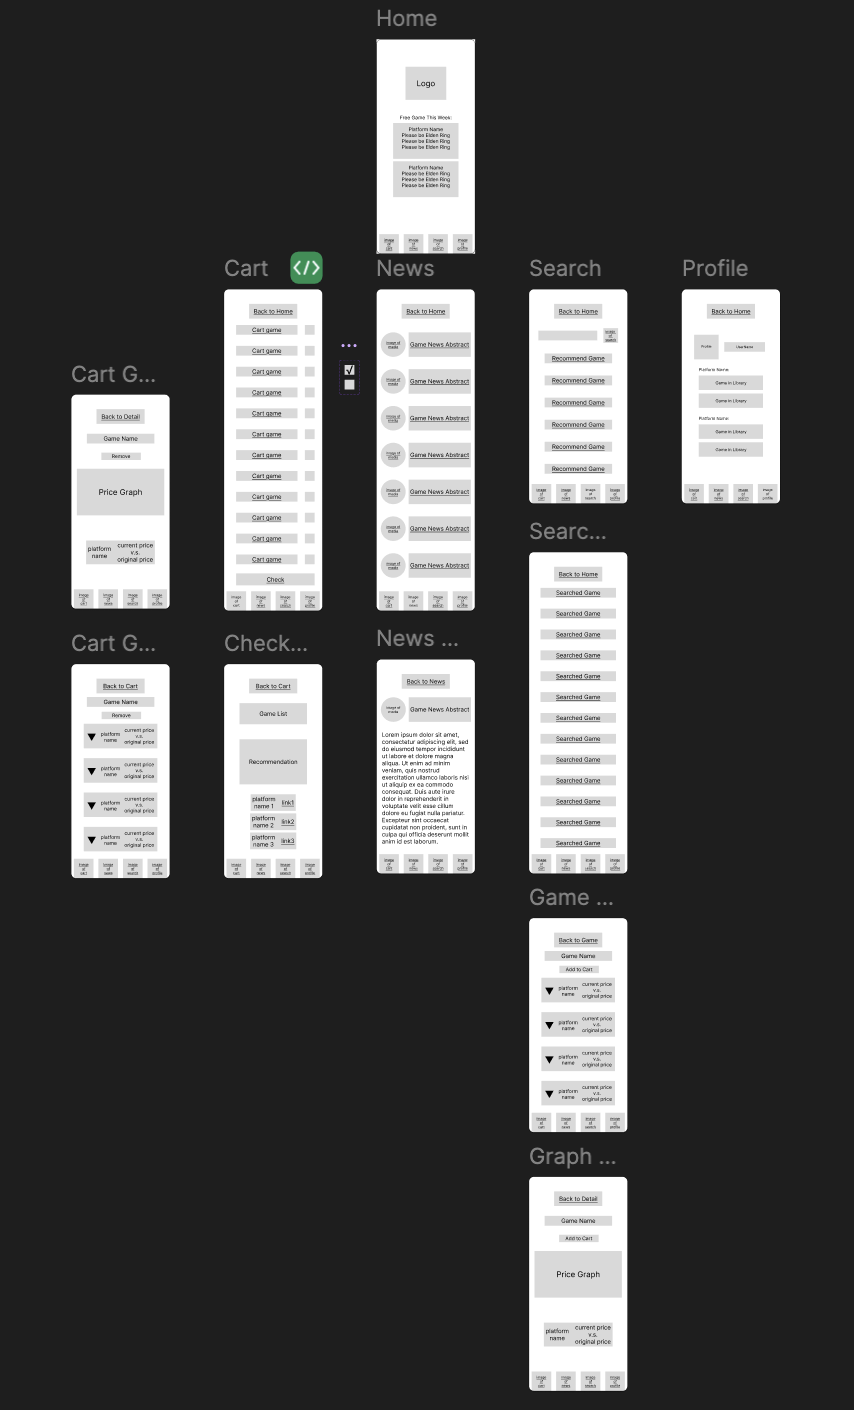 Home
Logo
Free Game This Week:
Platform Name
Please be Elden Ring
Please be Elden Ring
Please be Elden Ring
Platform Name
Please be Elden Ring
Please be Elden Ring
Please be Elden Ring
Image
of
cart
Image
of
news
Image
of
search
Image
of
profile
Cart
</>
Back to Home
Cart game
Cart game
Cart game
Cart game
Cart game
Cart game
Cart game
Cart game
Cart game
Cart game
Cart game
Cart game
Check
Image
of
cart
Image
of
news
Image
of
search
Image
of
profile
News
Back to Home
Image of
media
Game News Abstract
Image of
media
Game News Abstract
Image of
media
Game News Abstract
Image of
media
Game News Abstract
Image of
media
Game News Abstract
Image of
media
Game News Abstract
Image of
media
Game News Abstract
Image
of
cart
Image
of
news
Image
of
search
Image
of
profile
Search
Back to Home
Image
of
search
Recommend Game
Recommend Game
Recommend Game
Recommend Game
Recommend Game
Recommend Game
Image
of
cart
Image
of
news
Image
of
search
Image
of
profile
Profile
Back to Home
Profile
User Name
Platform Name:
Game in Library
Game in Library
Platform Name:
Game in Library
Game in Library
Image
of
cart
Image
of
news
Image
of
search
Image
of
profile
Cart G...
Back to Detail
Game Name
Remove
Price Graph
platform
name
current price
v.s.
original price
Image
of
cart
Image
of
news
Image
of
search
Image
of
profile
Searc...
Back to Home
Searched Game
Searched Game
Searched Game
Searched Game
Searched Game
Searched Game
Searched Game
Searched Game
Searched Game
Searched Game
Searched Game
Searched Game
Searched Game
Image
of
cart
Image
of
news
Image
of
search
Image
of
profile
Cart G...
Back to Cart
Game Name
Remove
platform
name
current price
v.s.
original price
platform
name
current price
v.s.
original price
platform
name
current price
v.s.
original price
platform
name
current price
v.s.
original price
Image
of
cart
Image
of
news
Image
of
search
Image
of
profile
Check...
Back to Cart
Game List
Recommendation
platform
name 1
link1
platform
name 2
link2
platform
name 3
link3
Image
of
cart
Image
of
news
Image
of
search
Image
of
profile
News ...
Back to News
Image of
media
Game News Abstract
Lorem ipsum dolor sit amet,
consectetur adipiscing elit, sed
do eiusmod tempor incididunt
ut labore et dolore magna
aliqua. Ut enim ad minim
veniam, quis nostrud
exercitation ullamco laboris nisi
ut aliquip ex ea commodo
consequat. Duis aute irure
dolor in reprehenderit in
voluptate velit esse cillum
dolore eu fugiat nulla pariatur.
Excepteur sint occaecat
cupidatat non proident, sunt in
culpa qui officia deserunt mollit
anim id est laborum.
Image
of
cart
Image
of
news
Image
of
search
Image
of
profile
Game ...
Back to Game
Game Name
Add to Cart
platform
name
current price
v.s.
original price
platform
name
current price
v.s.
original price
platform
name
current price
v.s.
original price
platform
name
current price
v.s.
original price
Image
of
cart
Image
of
news
Image
of
search
Image
of
profile
Graph ...
Back to Detail
Game Name
Add to Cart
Price Graph
platform
name
current price
v.s.
original price
Image
of
cart
Image
of
news
Image
of
search
Image
of
profile